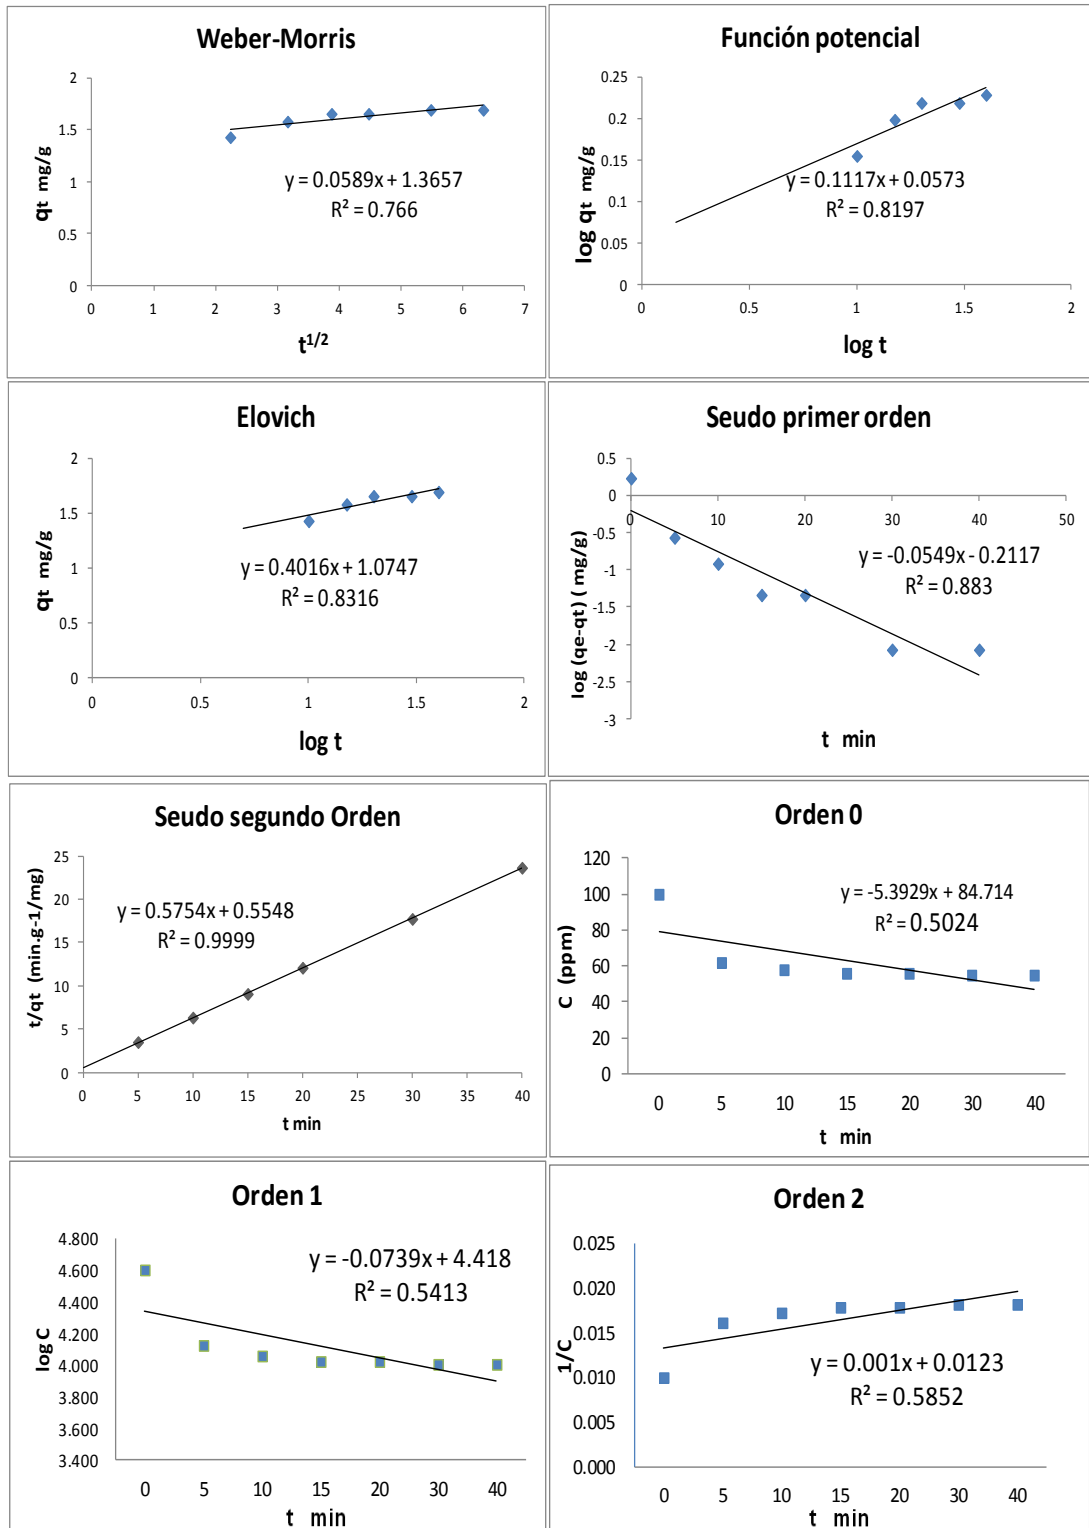 Weber-Morris
2
1.5
1
0.5
0
qt mg/g
y = 0.0589x + 1.3657
R² = 0.766
0 1 2 3 4 5 6 7
t1/2
Función potencial
0.25
0.2
0.15
0.1
0.05
0
log qt mg/g
y = 0.1117x + 0.0573
R² = 0.8197
0 0.5 1 1.5 2
log t
Elovich
2
1.5
1
0.5
0
qt mg/g
y = 0.4016x + 1.0747
R² = 0.8316
0 0.5 1 1.5 2
log t
Seudo primer orden
0.5
0
-0.5
-1
-1.5
-2
-2.5
-3
log (qe-qt) ( mg/g)
0 10 20 30 40 50
y = -0.0549x - 0.2117
R² = 0.883
t min
Seudo segundo Orden
25
20
15
10
5
0
t/qt (min.g-1/mg)
y = 0.5754x + 0.5548
R² = 0.9999
0 5 10 15 20 25 30 35 40
t min
Orden 0
120
100
80
60
40
20
0
C (ppm)
y = -5.3929x + 84.714
R² = 0.5024
0 5 10 15 20 30 40
t min
Orden 1
4.800
4.600
4.400
4.200
4.000
3.800
3.600
3.400
log C
y = -0.0739x + 4.418
R² = 0.5413
0 5 10 15 20 30 40
t min
Orden 2
0.025
0.020
0.015
0.010
0.005
0.000
1/C
y = 0.001x + 0.0123
R² = 0.5852
0 5 10 15 20 30 40
t min